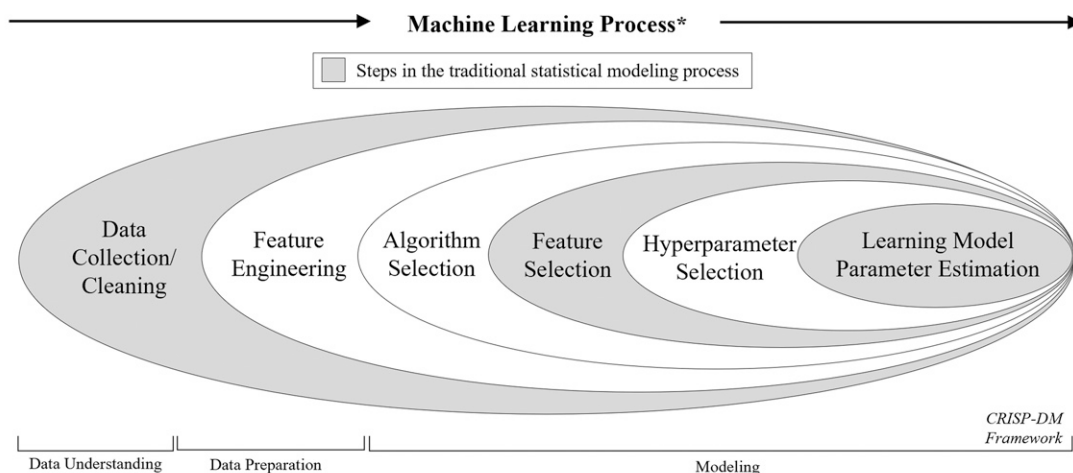 Machine Learning Process*
Steps in the traditional statistical modeling process
Data
Collection/
Cleaning
Feature
Engineering
Algorithm
Selection
Feature
Selection
Hyperparameter
Selection
Learning Model
Parameter Estimation
CRISP-DM
Framework
Data Understanding
Data Preparation
Modeling